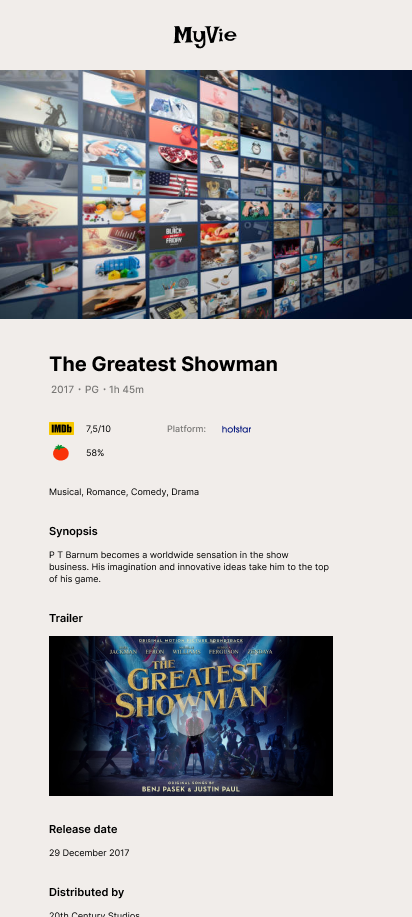 MyVie
BLACK
FRIDAY
The Greatest Showman
2017 · PG · 1h 45m
IMDb 7,5/10 Platform: hotstar
58%
Musical, Romance, Comedy, Drama
Synopsis
P T Barnum becomes a worldwide sensation in the show
business. His imagination and innovative ideas take him to the top
of his game.
Trailer
ORIGINAL MOTION PICTURE SOUNDTRACK
JACKMAN EFRON WILLIAMS FERGUSON ZENDAYA
THE
GREATEST
SHOWMAN
ORIGINAL SONGS BY
BENJ PASEK & JUSTIN PAUL
Release date
29 December 2017
Distributed by
20th Century Studios